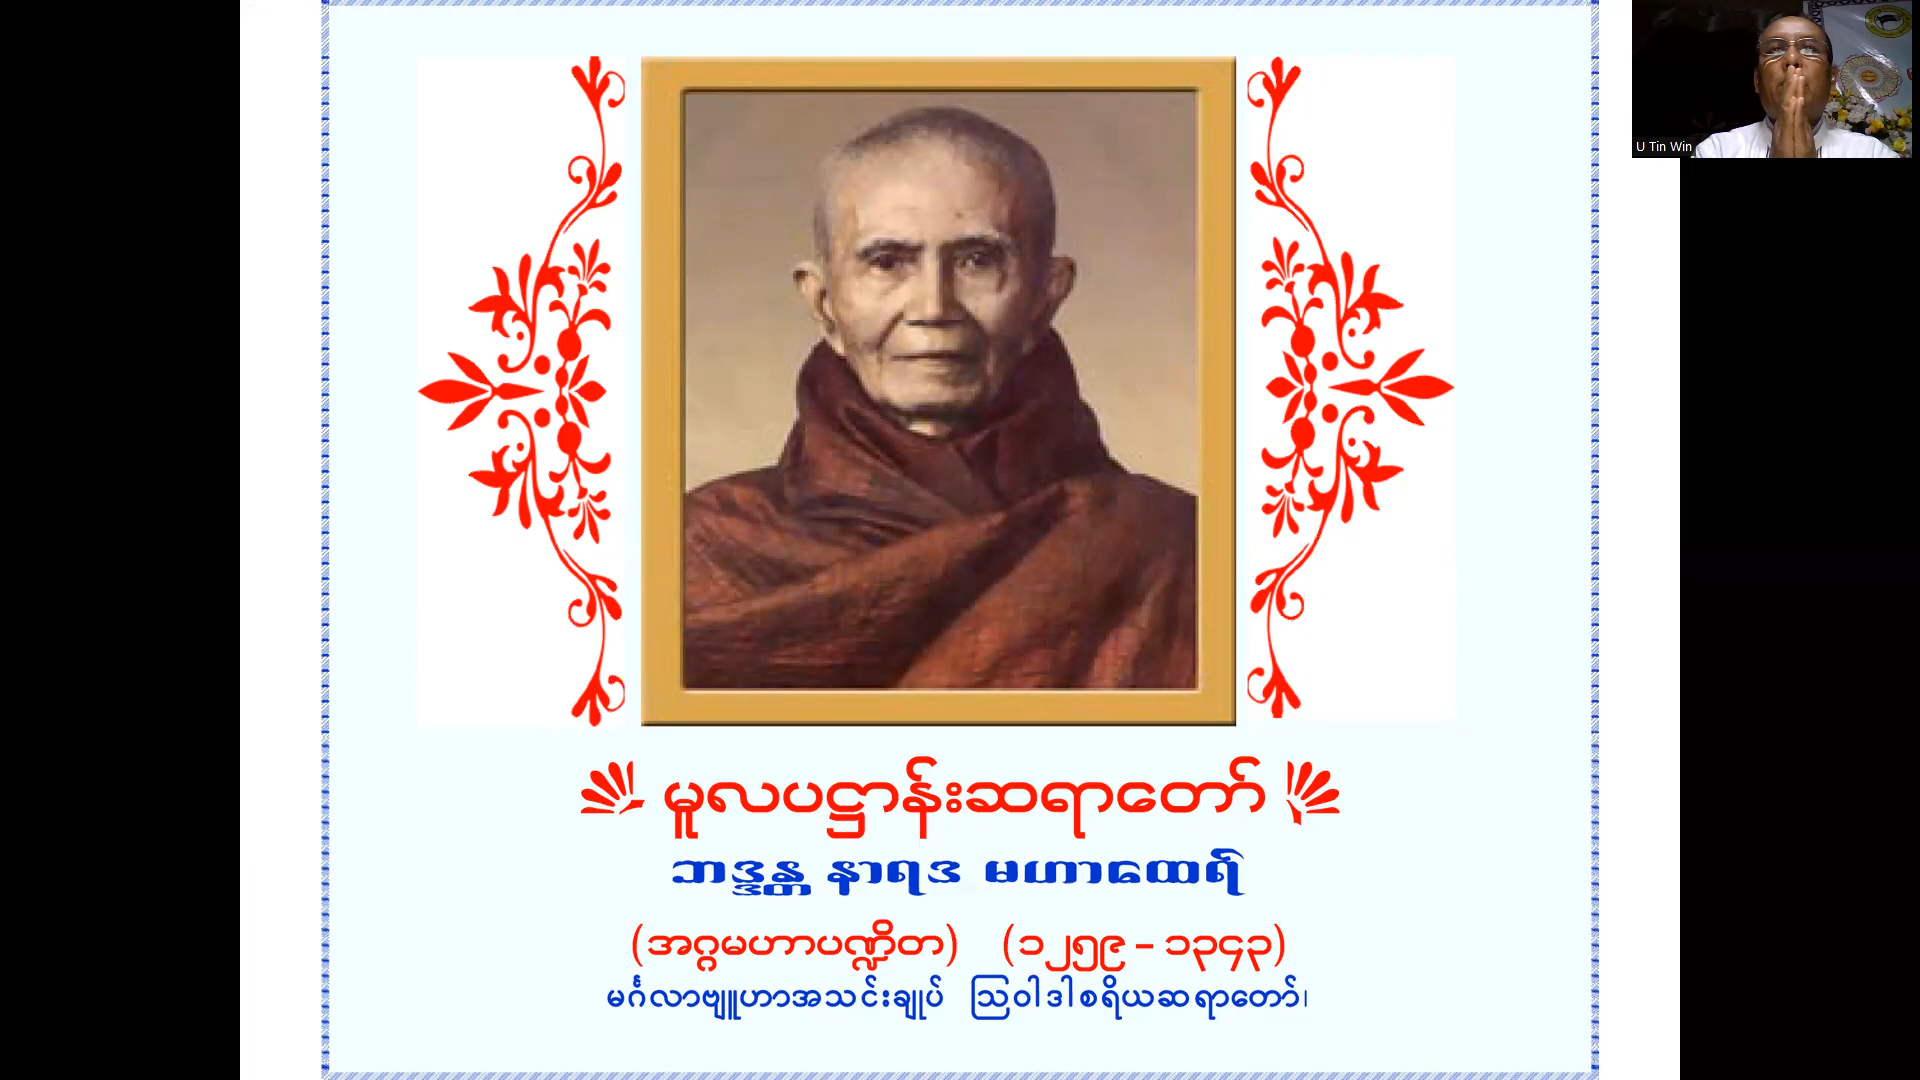 U Tin Win
မူလပဋ္ဌာန်းဆရာတော်
ဘဒ္ဒန္တ နာရဒ မဟာထေရ်
(အဂ္ဂမဟာပဏ္ဍိတ) (၁၂၅၉ – ၁၃၄၃)
မင်္ဂလာဗျူဟာအသင်းချုပ် ဩဝါဒါစရိယဆရာတော်၊